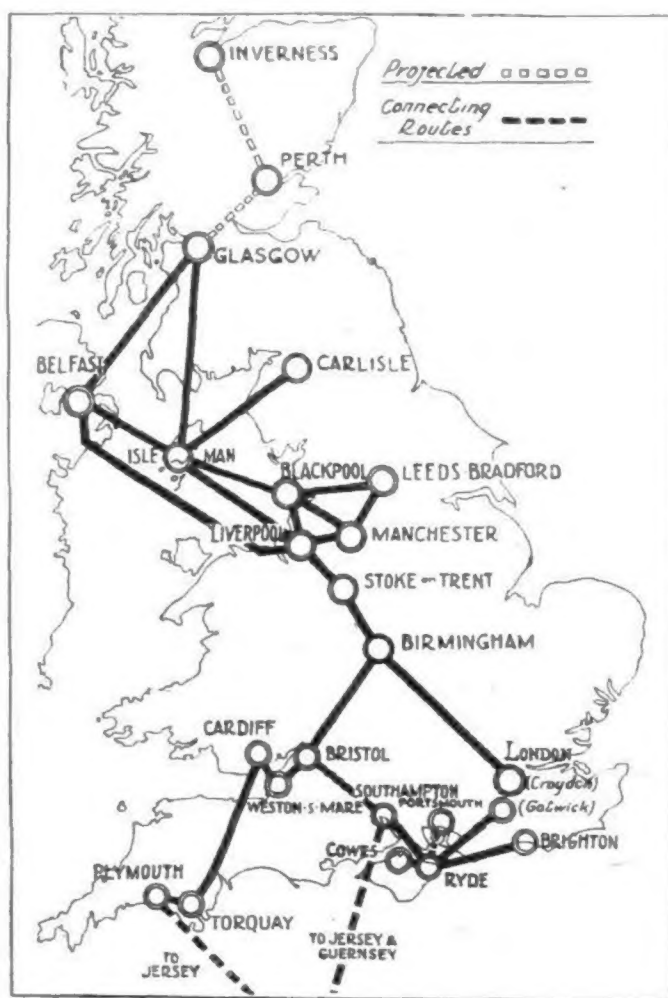 INVERNESS
Projected
Connecting
Routes
PERTH
GLASGOW
BELFAST
CARLISLE
ISLE MAN
BLACKPOOL
LEEDS-BRADFORD
LIVERPOOL
MANCHESTER
STOKE ON TRENT
BIRMINGHAM
CARDIFF
BRISTOL
LONDON
(Croydon)
WESTON·S·MARE
SOUTHAMPTON
PORTSMOUTH
(Gatwick)
COWES
BRIGHTON
RYDE
PLYMOUTH
TORQUAY
TO
JERSEY
TO JERSEY &
GUERNSEY